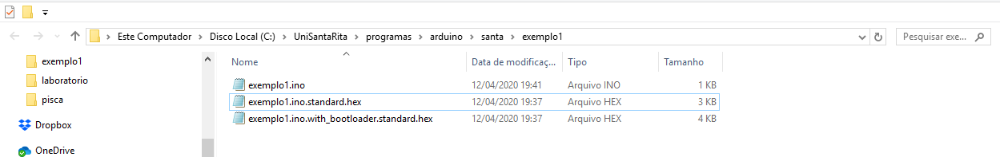 Este Computador > Disco Local (C:) > UniSantaRita > programas > arduino > santa > exemplo1
Pesquisar exe...
exemplo1
laboratorio
pisca
Dropbox
OneDrive
Nome Data de modificaç... Tipo Tamanho
exemplo1.ino 12/04/2020 19:41 Arquivo INO 1 KB
exemplo1.ino.standard.hex 12/04/2020 19:37 Arquivo HEX 3 KB
exemplo1.ino.with_bootloader.standard.hex 12/04/2020 19:37 Arquivo HEX 4 KB